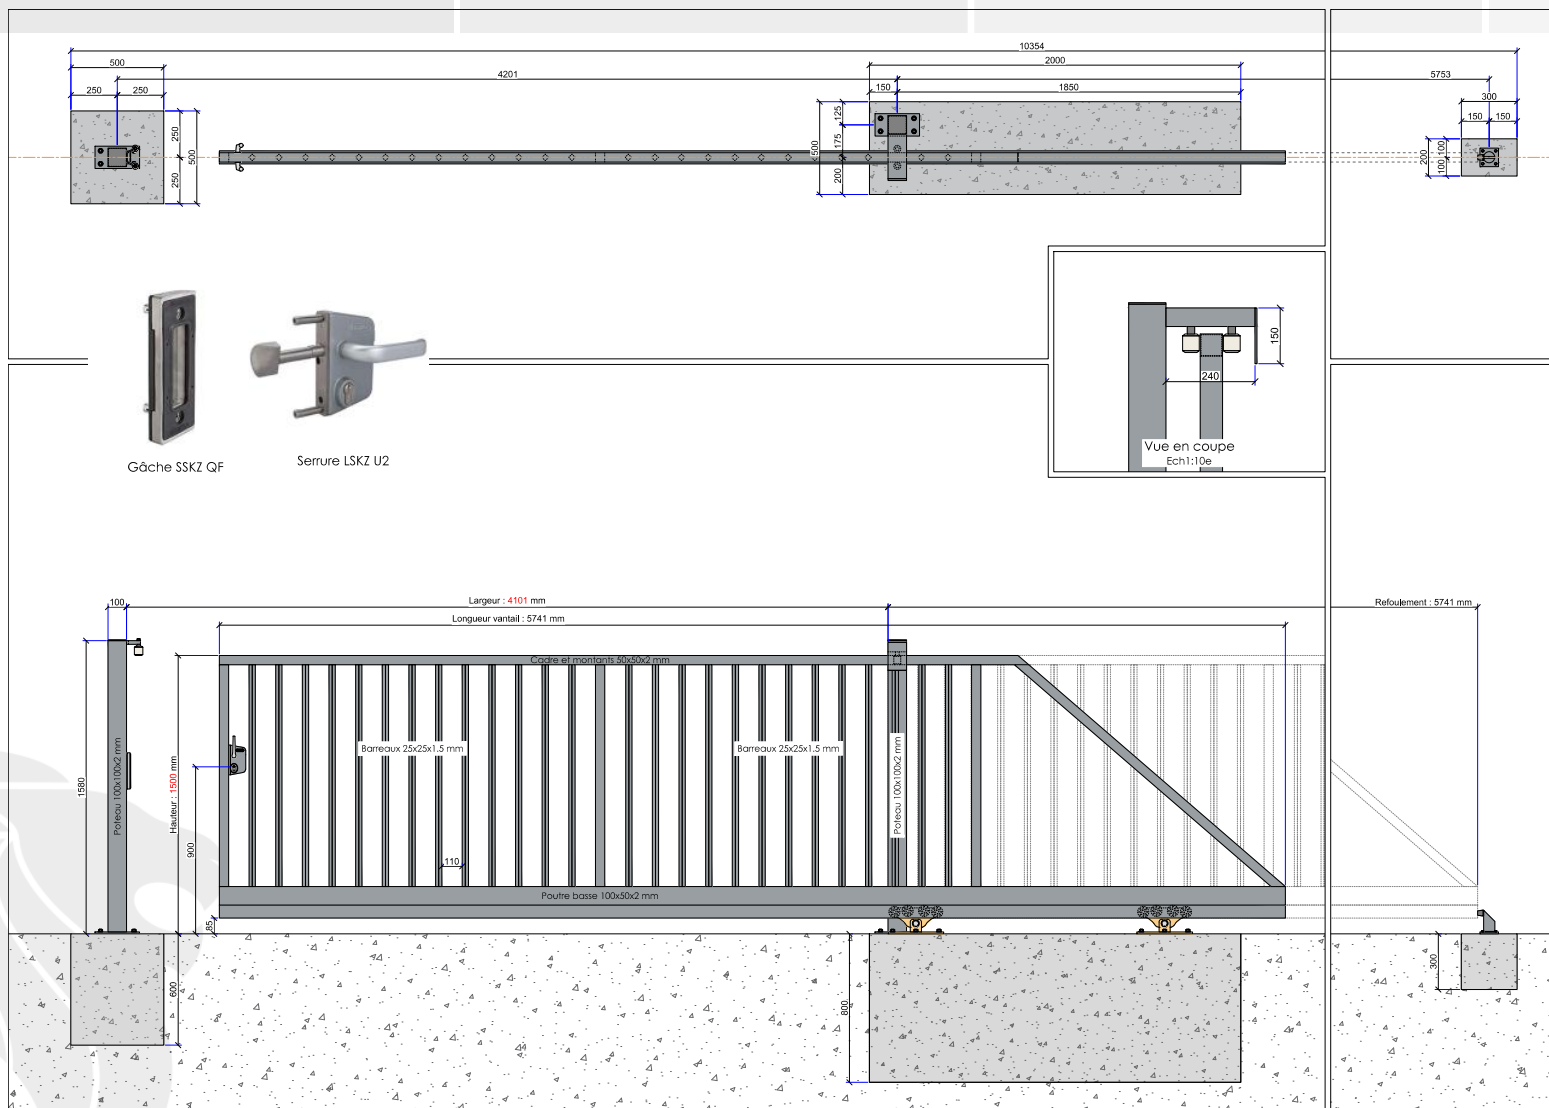 10354
500
2000
4201
5753
250
250
150
1850
300
150
150
250
250
500
125
175
200
500
200
100
100
150
240
Vue en coupe
Ech1:10e
Gâche SSKZ QF
Serrure LSKZ U2
100
Largeur : 4101 mm
Refoulement : 5741 mm
Longueur vantail : 5741 mm
Cadre et montants 50x50x2 mm
Barreaux 25x25x1.5 mm
Barreaux 25x25x1.5 mm
Poteau 100x100x2 mm
Poteau 100x100x2 mm
1580
Hauteur : 1500 mm
900
110
Poutre basse 100x50x2 mm
85
600
800
300